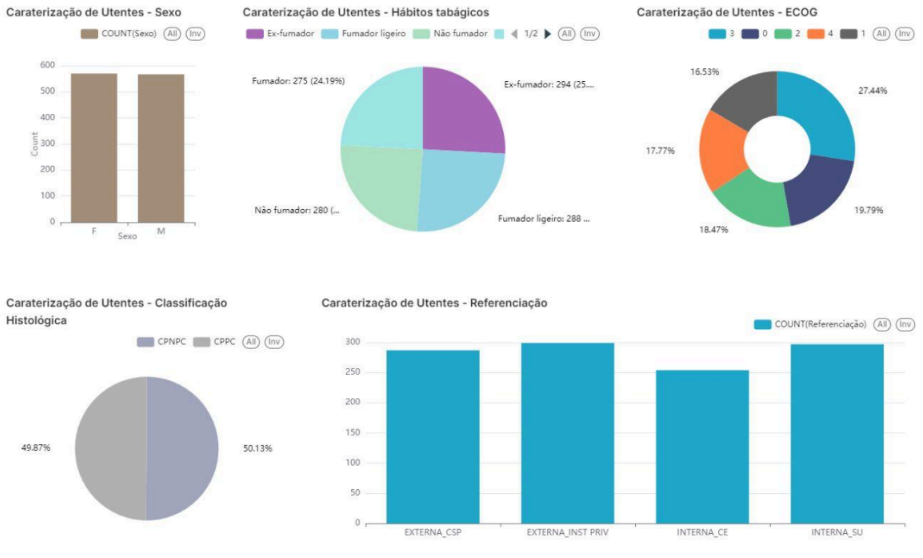 Caraterização de Utentes - Sexo
COUNT(Sexo) All Inv
600
500
400
300
200
100
0
Count
F M
Sexo
Caraterização de Utentes - Hábitos tabágicos
Ex-fumador Fumador ligeiro Não fumador 1/2 All Inv
Fumador: 275 (24.19%)
Ex-fumador: 294 (25....
Não fumador: 280 (...
Fumador ligeiro: 288 ...
Caraterização de Utentes - ECOG
3 0 2 4 1 All Inv
16.53%
27.44%
17.77%
19.79%
18.47%
Caraterização de Utentes - Classificação
Histológica
CPNPC CPPC All Inv
49.87%
50.13%
Caraterização de Utentes - Referenciação
COUNT(Referenciação) All Inv
300
250
200
150
100
50
0
EXTERNA_CSP EXTERNA_INST PRIV INTERNA_CE INTERNA_SU